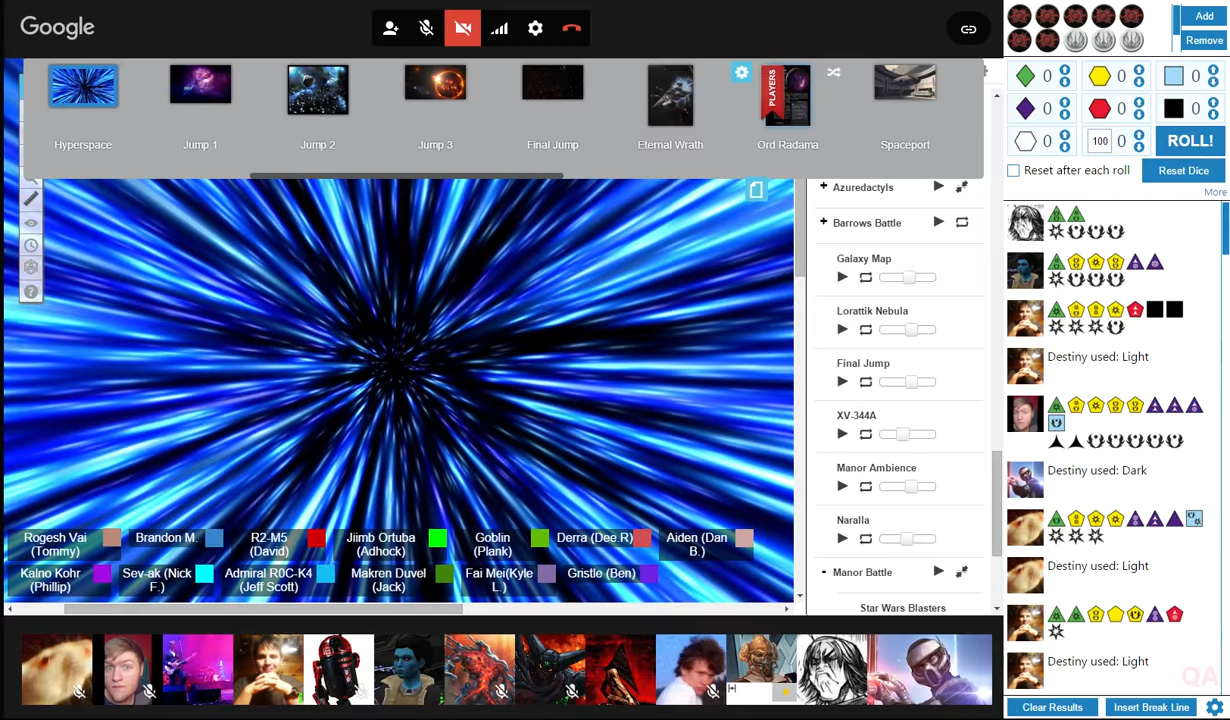 Google
Add
Remove
PLAYERS
Hyperspace
Jump 1
Jump 2
Jump 3
Final Jump
Eternal Wrath
Ord Radama
Spaceport
0
0
0
0
0
0
0
100
0
ROLL!
Reset after each roll
Reset Dice
More
+ Azuredactyls
+ Barrows Battle
Galaxy Map
Lorattik Nebula
Final Jump
XV-344A
Manor Ambience
Naralla
- Manor Battle
Star Wars Blasters
Destiny used: Light
Destiny used: Dark
Destiny used: Light
Destiny used: Light
Rogesh Vai
(Tommy)
Brandon M.
R2-M5
(David)
Jiimb Ortuba
(Adhock)
Goblin
(Plank)
Derra (Dee.R)
Aiden (Dan
B.)
Kalno Kohr
(Phillip)
Sev-ak (Nick
F.)
Admiral R0C-K4
(Jeff Scott)
Makren Duvel
(Jack)
Fai Mei(Kyle
L.)
Gristle (Ben)
QA
Clear Results
Insert Break Line